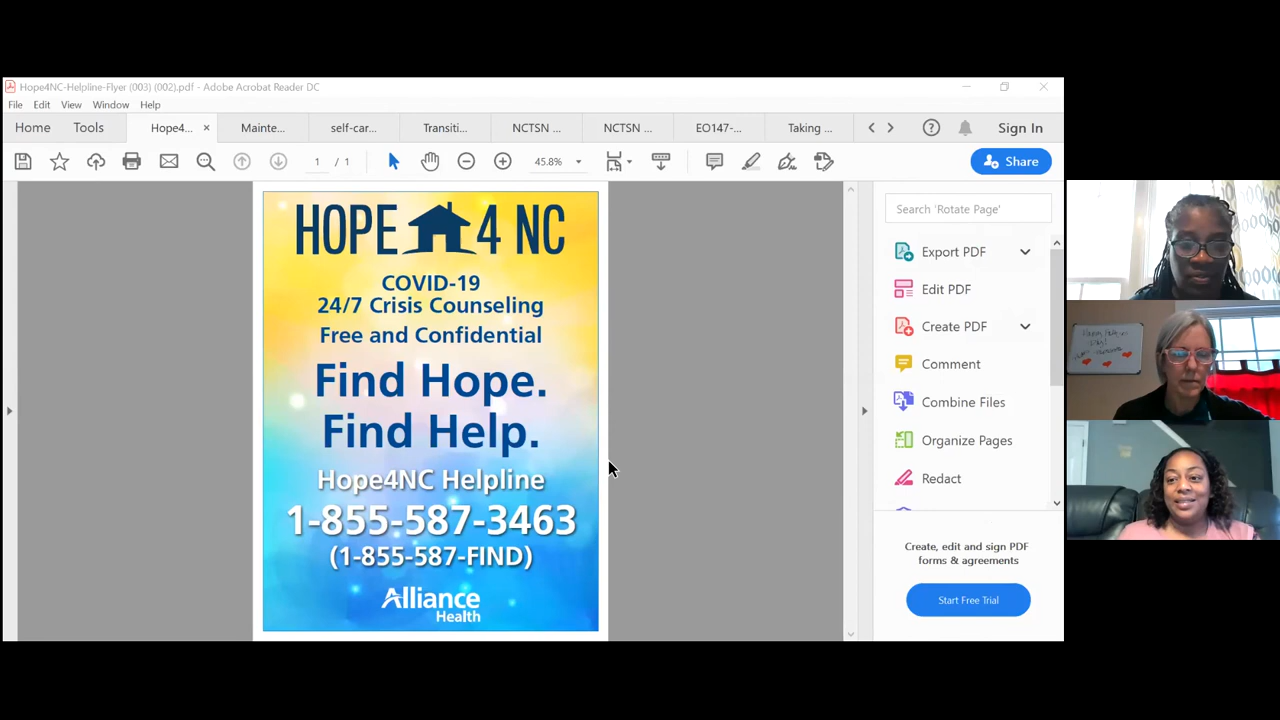 Hope4NC-Helpline-Flyer (003) (002).pdf - Adobe Acrobat Reader DC
File Edit View Window Help
Home Tools Hope4... × Mainte... self-car... Transiti... NCTSN ... NCTSN ... EO147-... Taking ... Sign In
1 / 1 45.8% Share
HOPE 4 NC
COVID-19
24/7 Crisis Counseling
Free and Confidential
Find Hope.
Find Help.
Hope4NC Helpline
1-855-587-3463
(1-855-587-FIND)
Alliance
Health
Search 'Rotate Page'
Export PDF
Edit PDF
Create PDF
Comment
Combine Files
Organize Pages
Redact
Create, edit and sign PDF
forms & agreements
Start Free Trial